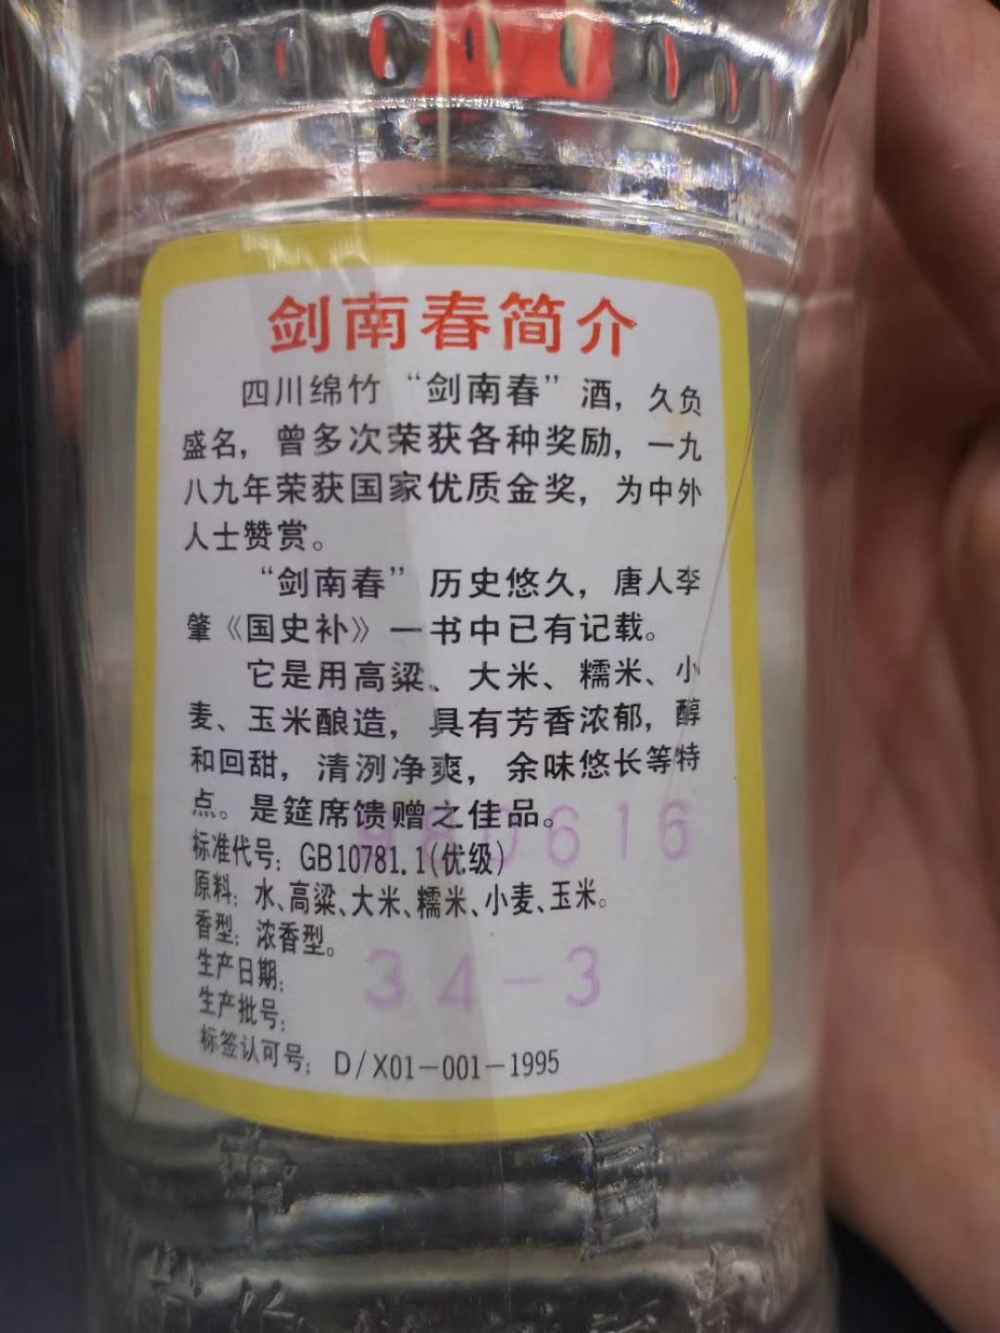 剑南春简介
四川绵竹“剑南春”酒，久负
盛名，曾多次荣获各种奖励，一九
八九年荣获国家优质金奖，为中外
人士赞赏。
“剑南春”历史悠久，唐人李
肇《国史补》一书中已有记载。
它是用高粱、大米、糯米、小
麦、玉米酿造，具有芳香浓郁，醇
和回甜，清洌净爽，余味悠长等特
点。是筵席馈赠之佳品。
980616
标准代号：GB10781.1(优级)
原料：水、高粱、大米、糯米、小麦、玉米。
香型：浓香型。
生产日期：
34-3
生产批号：
标签认可号：D/X01-001-1995